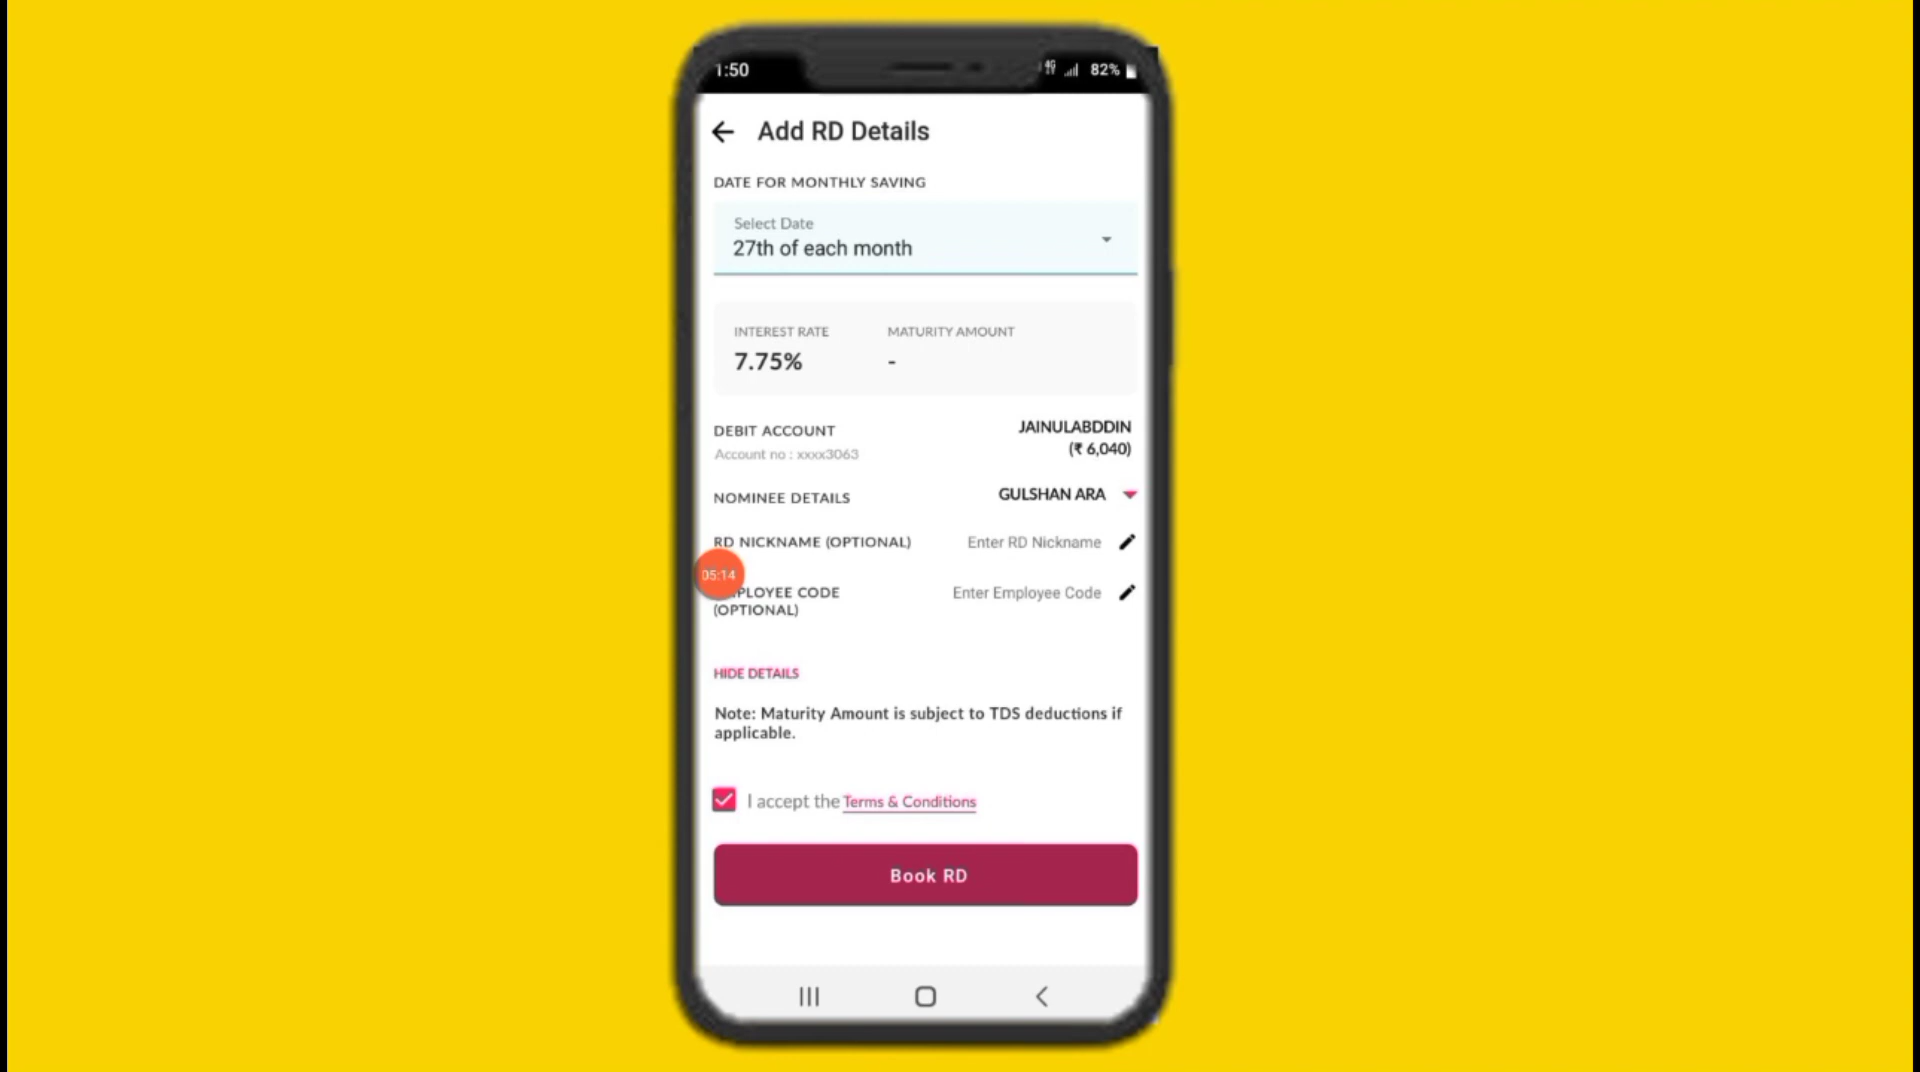 1:50
4G 82%
Add RD Details
DATE FOR MONTHLY SAVING
Select Date
27th of each month
INTEREST RATE MATURITY AMOUNT
7.75% -
DEBIT ACCOUNT JAINULABDDIN
Account no : xxxx3063 (₹ 6,040)
NOMINEE DETAILS GULSHAN ARA
RD NICKNAME (OPTIONAL) Enter RD Nickname
05:14
PLOYEE CODE Enter Employee Code
(OPTIONAL)
HIDE DETAILS
Note: Maturity Amount is subject to TDS deductions if
applicable.
I accept the Terms & Conditions
Book RD